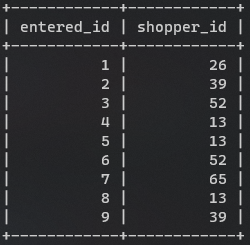 +------------+------------+
| entered_id | shopper_id |
+------------+------------+
|          1 |         26 |
|          2 |         39 |
|          3 |         52 |
|          4 |         13 |
|          5 |         13 |
|          6 |         52 |
|          7 |         65 |
|          8 |         13 |
|          9 |         39 |
+------------+------------+